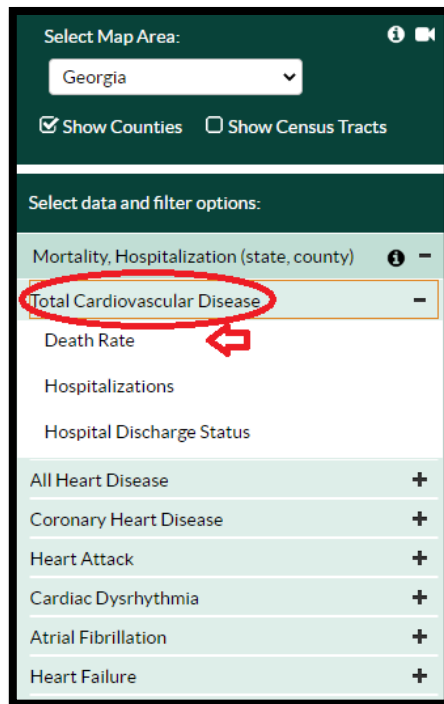 Select Map Area:
Georgia
Show Counties Show Census Tracts
Select data and filter options:
Mortality, Hospitalization (state, county)
Total Cardiovascular Disease
Death Rate
Hospitalizations
Hospital Discharge Status
All Heart Disease
Coronary Heart Disease
Heart Attack
Cardiac Dysrhythmia
Atrial Fibrillation
Heart Failure